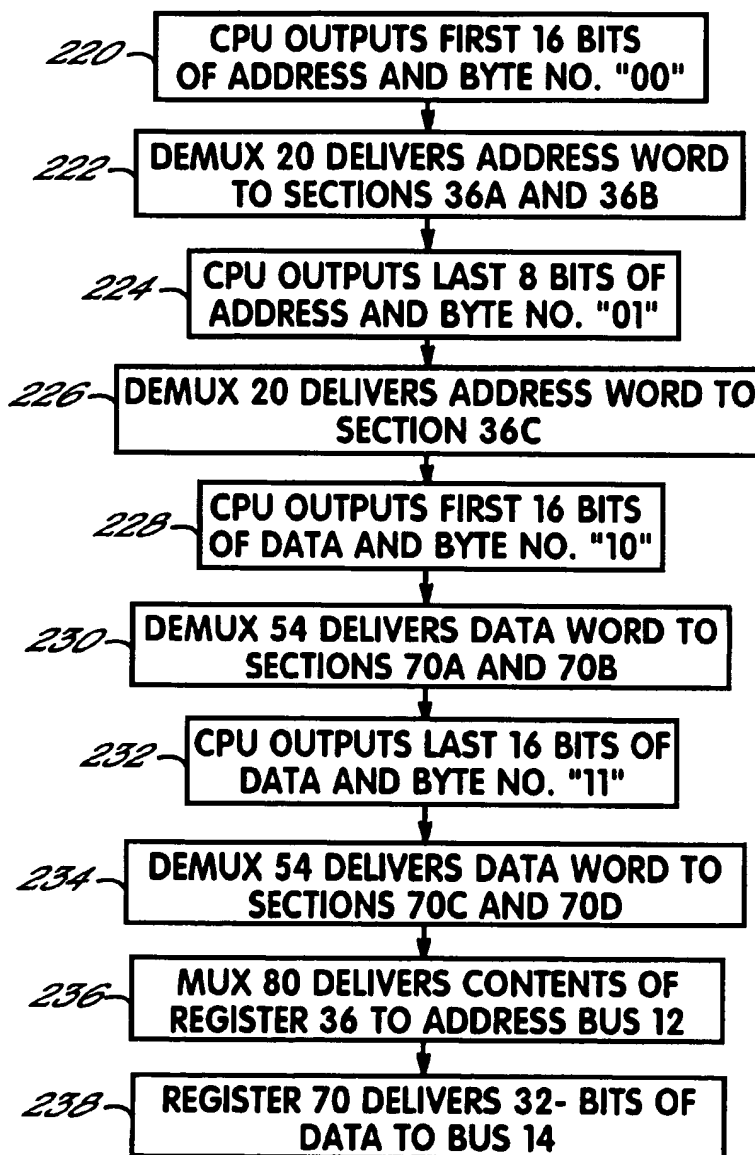 220
CPU OUTPUTS FIRST 16 BITS
OF ADDRESS AND BYTE NO. "00"
222
DEMUX 20 DELIVERS ADDRESS WORD
TO SECTIONS 36A AND 36B
224
CPU OUTPUTS LAST 8 BITS OF
ADDRESS AND BYTE NO. "01"
226
DEMUX 20 DELIVERS ADDRESS WORD TO
SECTION 36C
228
CPU OUTPUTS FIRST 16 BITS
OF DATA AND BYTE NO. "10"
230
DEMUX 54 DELIVERS DATA WORD TO
SECTIONS 70A AND 70B
232
CPU OUTPUTS LAST 16 BITS OF
DATA AND BYTE NO. "11"
234
DEMUX 54 DELIVERS DATA WORD TO
SECTIONS 70C AND 70D
236
MUX 80 DELIVERS CONTENTS OF
REGISTER 36 TO ADDRESS BUS 12
238
REGISTER 70 DELIVERS 32- BITS OF
DATA TO BUS 14